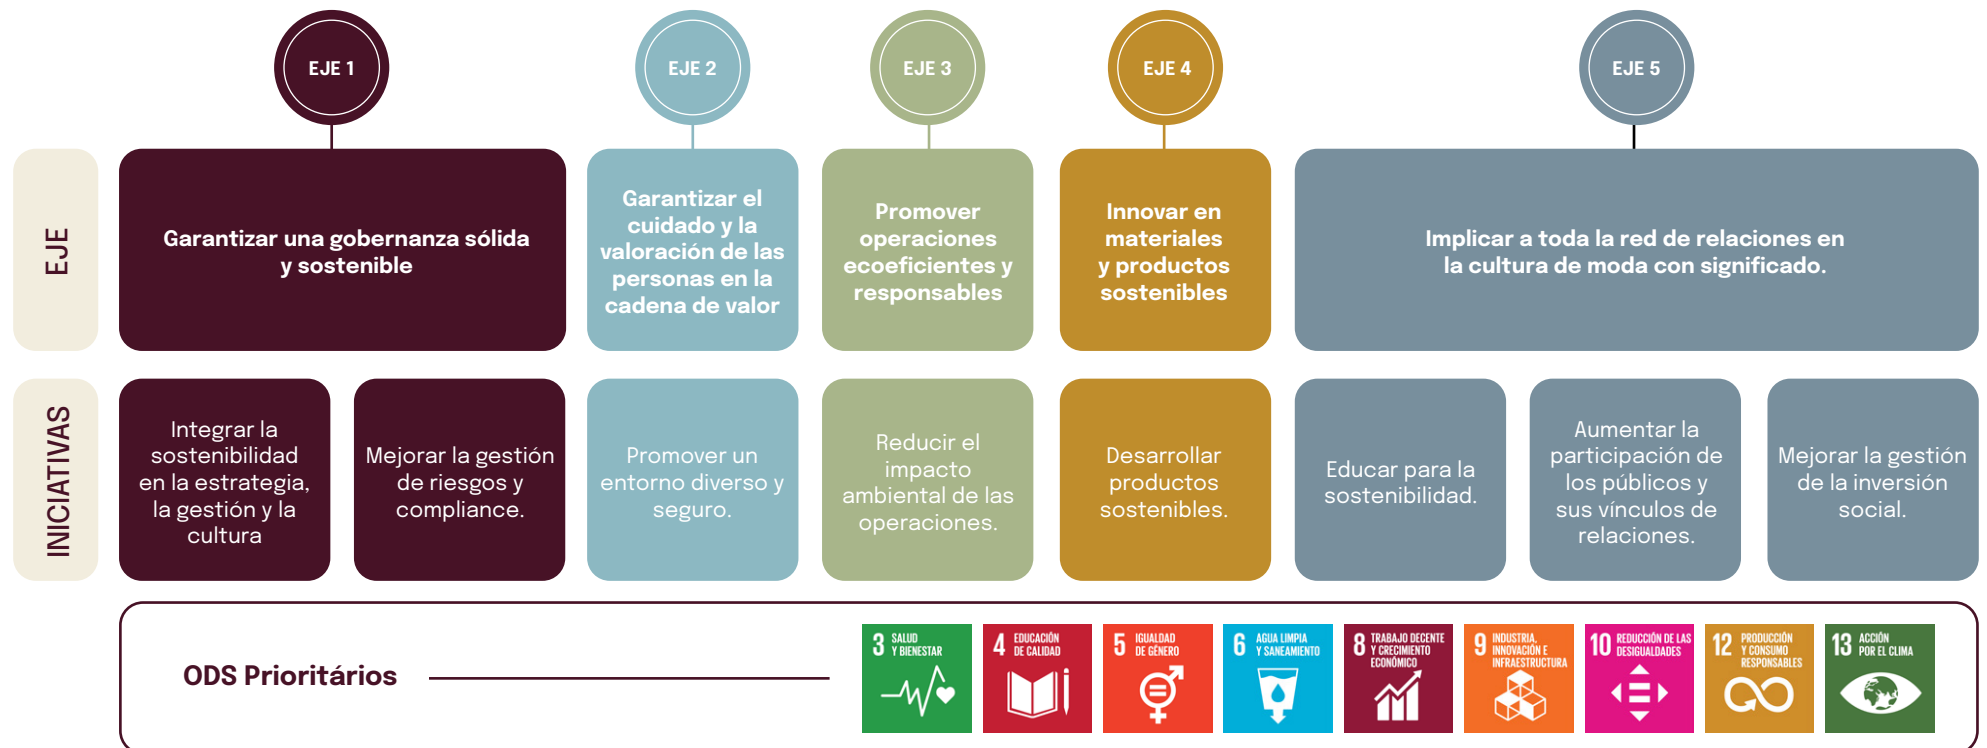 EJE 1
EJE 2
EJE 3
EJE 4
EJE 5
EJE
Garantizar una gobernanza sólida
y sostenible
Garantizar el
cuidado y la
valoración de las
personas en la
cadena de valor
Promover
operaciones
ecoeficientes y
responsables
Innovar en
materiales
y productos
sostenibles
Implicar a toda la red de relaciones en
la cultura de moda con significado.
INICIATIVAS
Integrar la
sostenibilidad
en la estrategia,
la gestión y la
cultura
Mejorar la gestión
de riesgos y
compliance.
Promover un
entorno diverso y
seguro.
Reducir el
impacto
ambiental de las
operaciones.
Desarrollar
productos
sostenibles.
Educar para la
sostenibilidad.
Aumentar la
participación de
los públicos y
sus vínculos de
relaciones.
Mejorar la gestión
de la inversión
social.
ODS Prioritários
3 SALUD
Y BIENESTAR
4 EDUCACIÓN
DE CALIDAD
5 IGUALDAD
DE GÉNERO
6 AGUA LIMPIA
Y SANEAMIENTO
8 TRABAJO DECENTE
Y CRECIMIENTO
ECONÓMICO
9 INDUSTRIA,
INNOVACIÓN E
INFRAESTRUCTURA
10 REDUCCIÓN DE LAS
DESIGUALDADES
12 PRODUCCIÓN
Y CONSUMO
RESPONSABLES
13 ACCIÓN
POR EL CLIMA